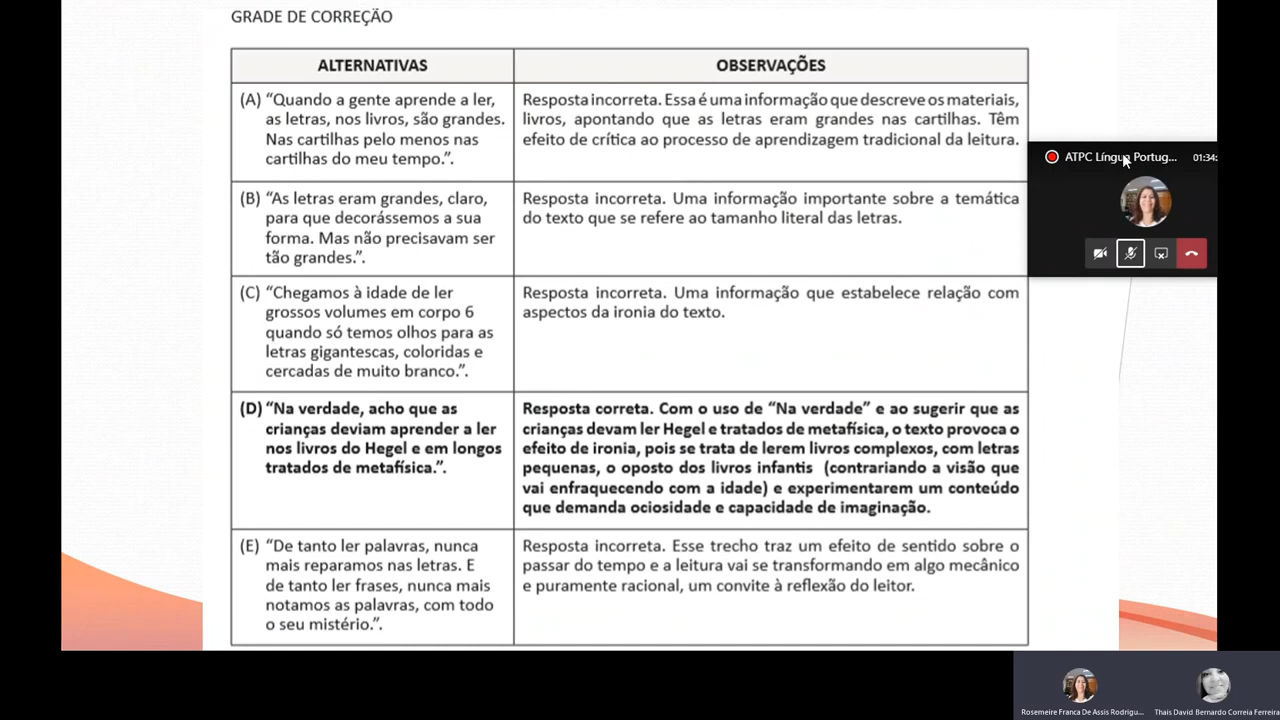 GRADE DE CORREÇÃO
ALTERNATIVAS
OBSERVAÇÕES
(A) “Quando a gente aprende a ler,
as letras, nos livros, são grandes.
Nas cartilhas pelo menos nas
cartilhas do meu tempo.”.
Resposta incorreta. Essa é uma informação que descreve os materiais,
livros, apontando que as letras eram grandes nas cartilhas. Têm
efeito de crítica ao processo de aprendizagem tradicional da leitura.
(B) “As letras eram grandes, claro,
para que decorássemos a sua
forma. Mas não precisavam ser
tão grandes.”.
Resposta incorreta. Uma informação importante sobre a temática
do texto que se refere ao tamanho literal das letras.
(C) “Chegamos à idade de ler
grossos volumes em corpo 6
quando só temos olhos para as
letras gigantescas, coloridas e
cercadas de muito branco.”.
Resposta incorreta. Uma informação que estabelece relação com
aspectos da ironia do texto.
(D) “Na verdade, acho que as
crianças deviam aprender a ler
nos livros do Hegel e em longos
tratados de metafísica.”.
Resposta correta. Com o uso de “Na verdade” e ao sugerir que as
crianças devam ler Hegel e tratados de metafísica, o texto provoca o
efeito de ironia, pois se trata de lerem livros complexos, com letras
pequenas, o oposto dos livros infantis (contrariando a visão que
vai enfraquecendo com a idade) e experimentarem um conteúdo
que demanda ociosidade e capacidade de imaginação.
(E) “De tanto ler palavras, nunca
mais reparamos nas letras. E
de tanto ler frases, nunca mais
notamos as palavras, com todo
o seu mistério.”.
Resposta incorreta. Esse trecho traz um efeito de sentido sobre o
passar do tempo e a leitura vai se transformando em algo mecânico
e puramente racional, um convite à reflexão do leitor.
ATPC Língua Portug... 01:34:
Rosemeire Franca De Assis Rodrigu...
Thais David Bernardo Correia Ferreira